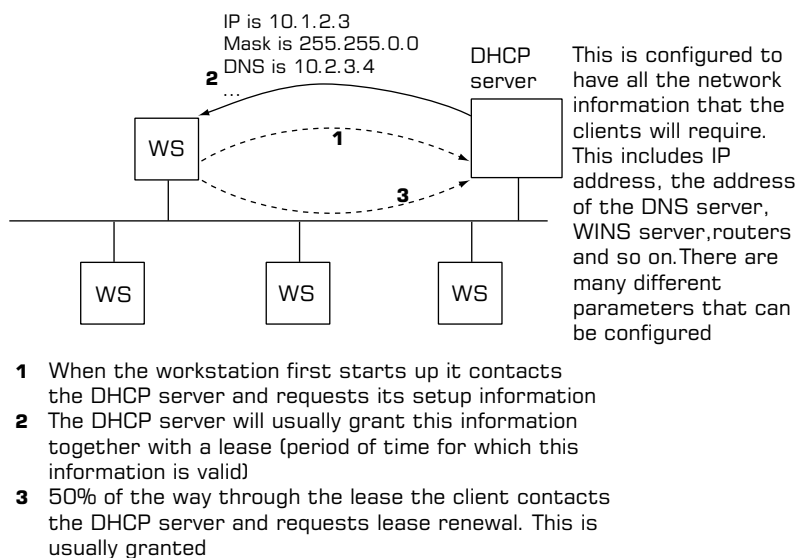 IP is 10.1.2.3
Mask is 255.255.0.0
DNS is 10.2.3.4
2
...
DHCP
server
This is configured to
have all the network
information that the
clients will require.
This includes IP
address, the address
of the DNS server,
WINS server,routers
and so on.There are
many different
parameters that can
be configured
WS
1
3
WS
WS
WS
1 When the workstation first starts up it contacts
the DHCP server and requests its setup information
2 The DHCP server will usually grant this information
together with a lease (period of time for which this
information is valid)
3 50% of the way through the lease the client contacts
the DHCP server and requests lease renewal. This is
usually granted